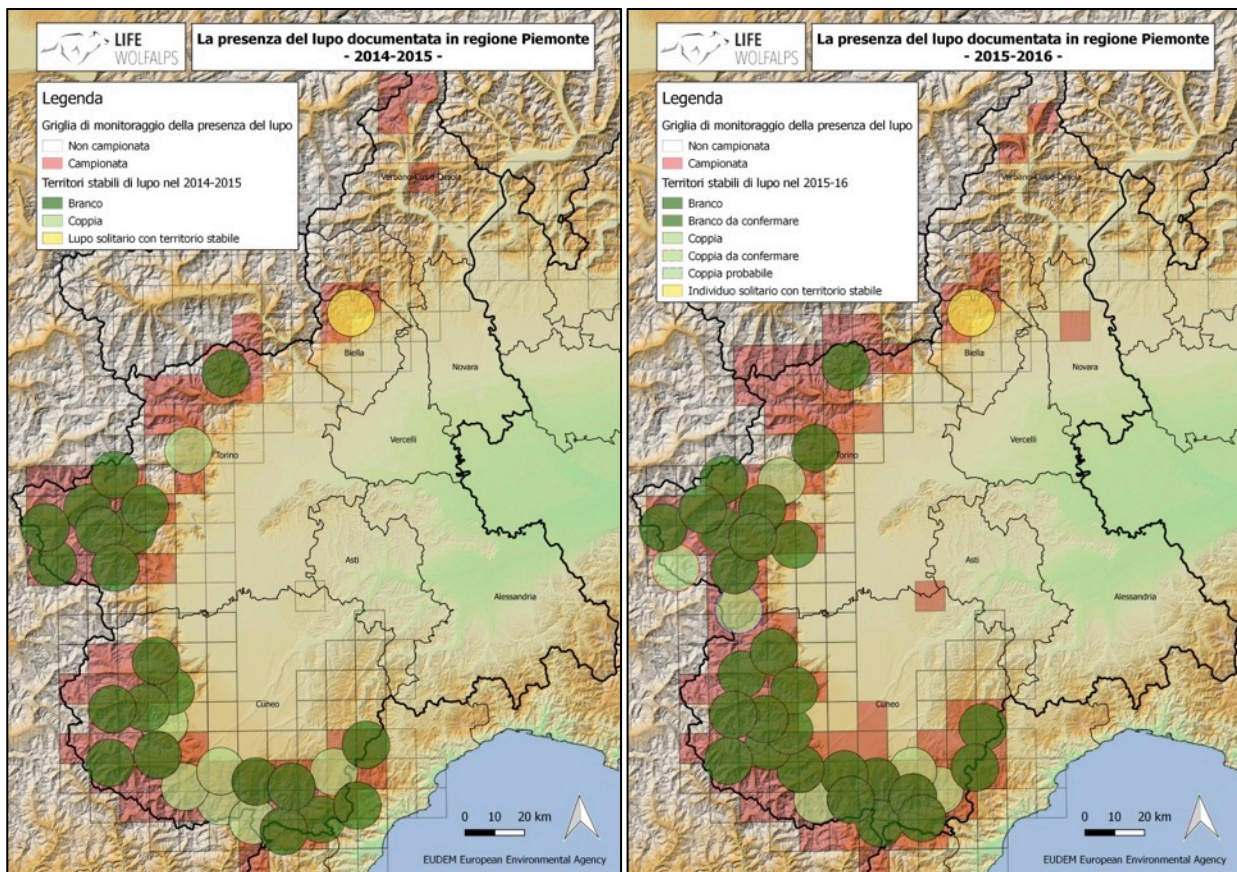 LIFE
WOLFALPS
La presenza del lupo documentata in regione Piemonte
- 2014-2015 -
Legenda
Griglia di monitoraggio della presenza del lupo
Non campionata
Campionata
Territori stabili di lupo nel 2014-2015
Branco
Coppia
Lupo solitario con territorio stabile
Verbano-Cusio-Ossola
Biella
Novara
Vercelli
Torino
Asti
Alessandria
Cuneo
0 10 20 km
EUDEM European Environmental Agency
LIFE
WOLFALPS
La presenza del lupo documentata in regione Piemonte
- 2015-2016 -
Legenda
Griglia di monitoraggio della presenza del lupo
Non campionata
Campionata
Territori stabili di lupo nel 2015-16
Branco
Branco da confermare
Coppia
Coppia da confermare
Coppia probabile
Individuo solitario con territorio stabile
Verbano-Cusio-Ossola
Biella
Novara
Vercelli
Torino
Asti
Alessandria
Cuneo
0 10 20 km
EUDEM European Environmental Agency